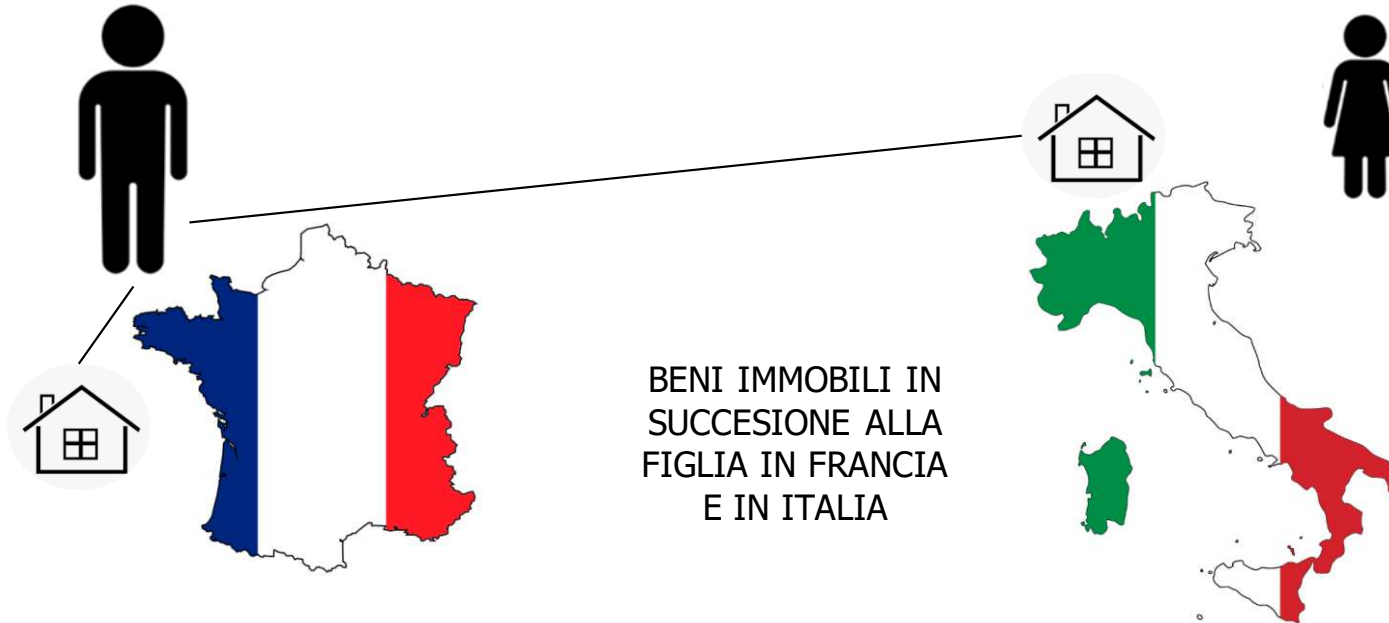 BENI IMMOBILI IN
SUCCESIONE ALLA
FIGLIA IN FRANCIA
E IN ITALIA